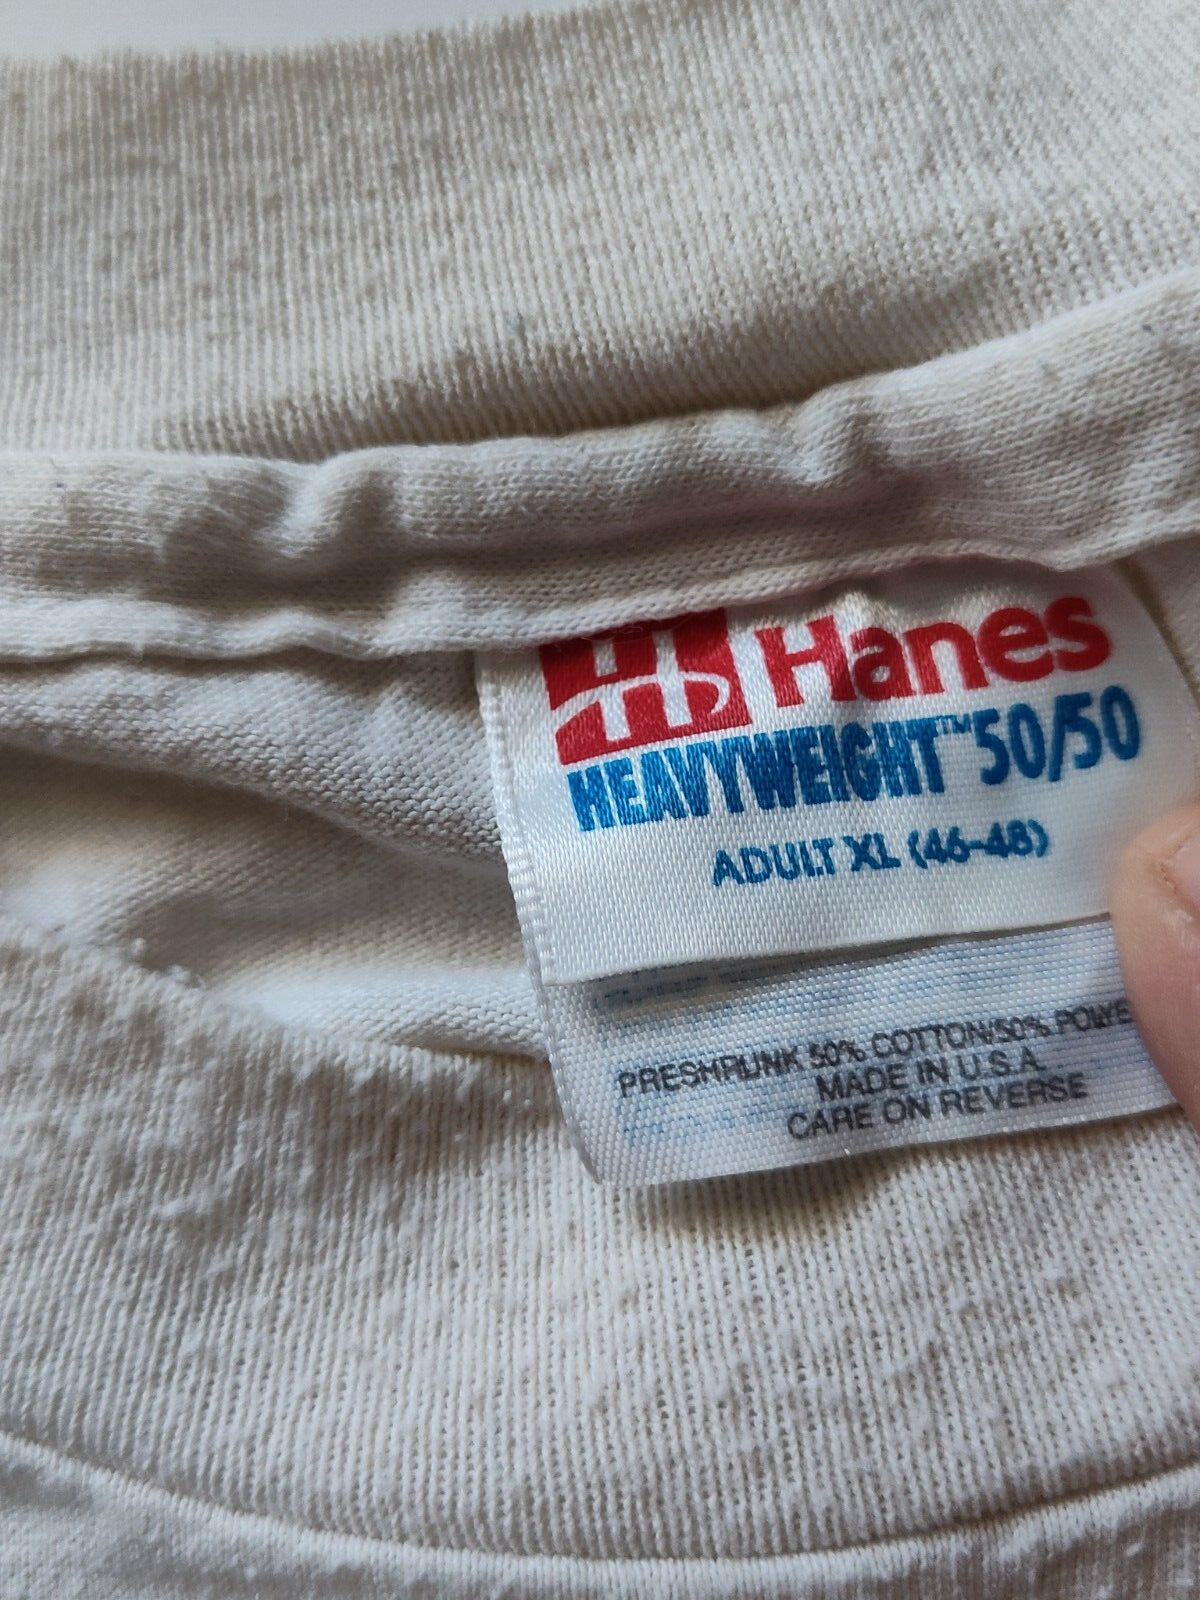 Hanes
HEAVYWEIGHT™ 50/50
ADULT XL (46-48)
PRESHRUNK 50% COTTON/50%
MADE IN U.S.A.
CARE ON REVERSE